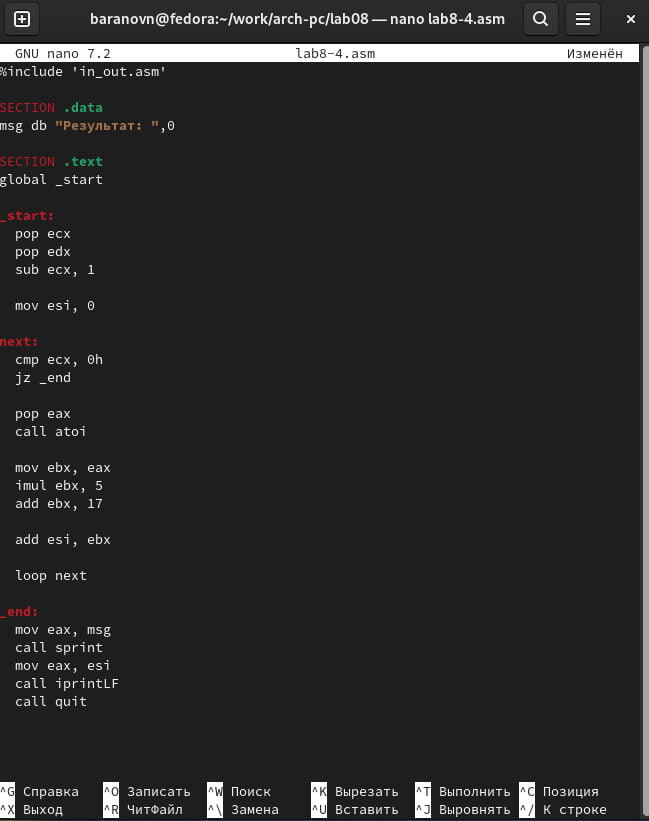 baranovn@fedora:~/work/arch-pc/lab08 — nano lab8-4.asm
GNU nano 7.2 lab8-4.asm Изменён
%include 'in_out.asm'
SECTION .data
msg db "Результат: ",0
SECTION .text
global _start
_start:
pop ecx
pop edx
sub ecx, 1
mov esi, 0
next:
cmp ecx, 0h
jz _end
pop eax
call atoi
mov ebx, eax
imul ebx, 5
add ebx, 17
add esi, ebx
loop next
_end:
mov eax, msg
call sprint
mov eax, esi
call iprintLF
call quit
^G Справка ^O Записать ^W Поиск ^K Вырезать ^T Выполнить ^C Позиция
^X Выход ^R ЧитФайл ^\ Замена ^U Вставить ^J Выровнять ^/ К строке